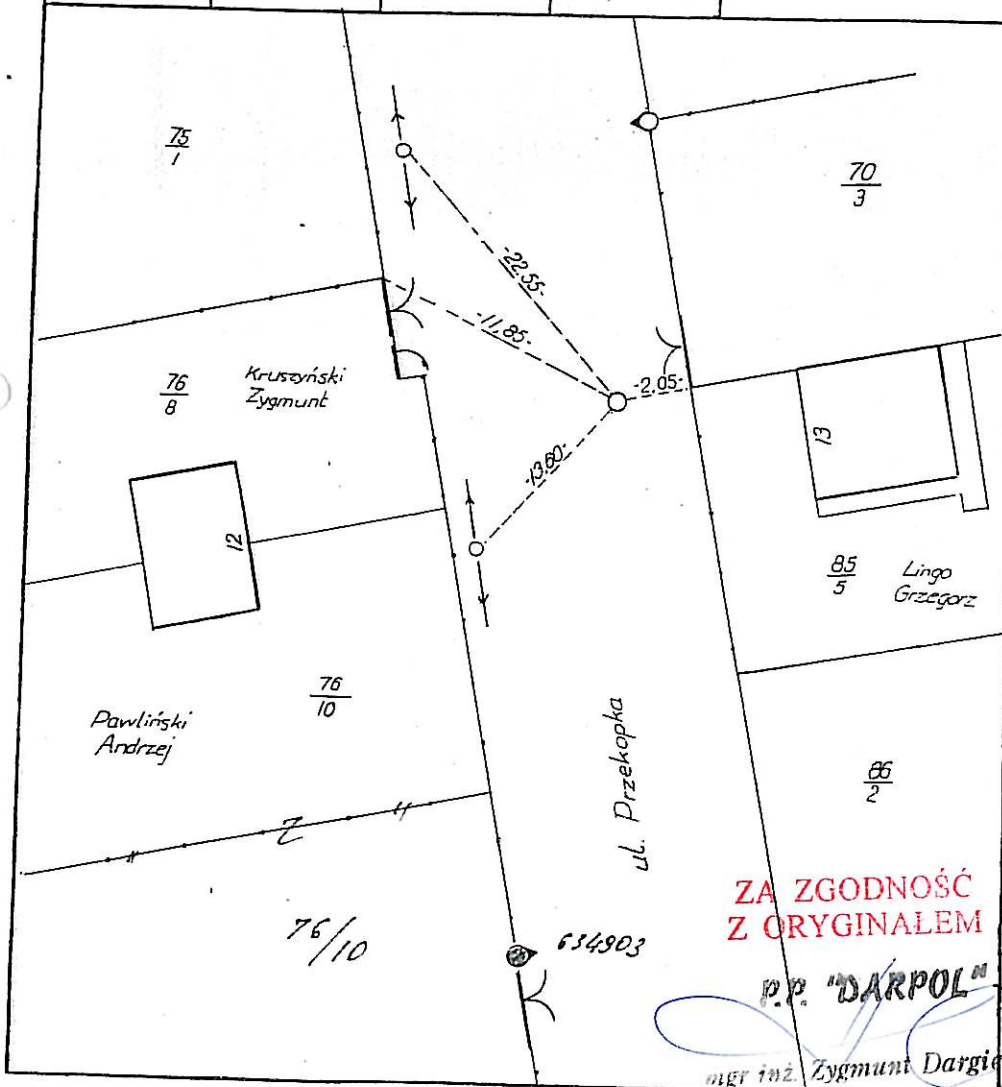 75
1
70
3
-22.55-
-11.85-
76
8
Kruszyński
Zygmunt
-2.05-
13
-13.60-
12
85
5
Lingo
Grzegorz
76
10
Pawliński
Andrzej
ul. Przekopka
86
2
Z
76/10
634903
ZA ZGODNOŚĆ
Z ORYGINAŁEM
P.P. "DARPOL"
mgr inż. Zygmunt